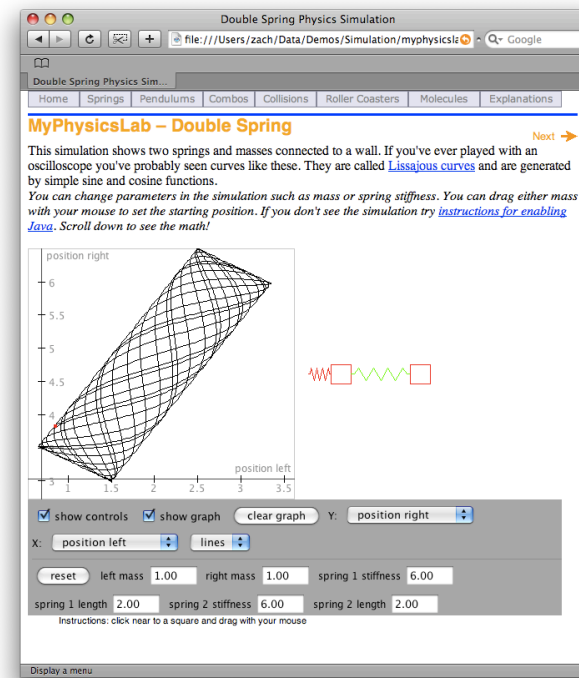 Double Spring Physics Simulation
file:///Users/zach/Data/Demos/Simulation/myphysicsla
Google
Double Spring Physics Sim...
Home Springs Pendulums Combos Collisions Roller Coasters Molecules Explanations
MyPhysicsLab – Double Spring
Next
This simulation shows two springs and masses connected to a wall. If you've ever played with an
oscilloscope you've probably seen curves like these. They are called Lissajous curves and are generated
by simple sine and cosine functions.
You can change parameters in the simulation such as mass or spring stiffness. You can drag either mass
with your mouse to set the starting position. If you don't see the simulation try instructions for enabling
Java. Scroll down to see the math!
position right
6
5.5
5
4.5
4
position left
3
1 1.5 2 2.5 3 3.5
show controls show graph clear graph Y: position right
X: position left lines
reset left mass 1.00 right mass 1.00 spring 1 stiffness 6.00
spring 1 length 2.00 spring 2 stiffness 6.00 spring 2 length 2.00
Instructions: click near to a square and drag with your mouse
Display a menu